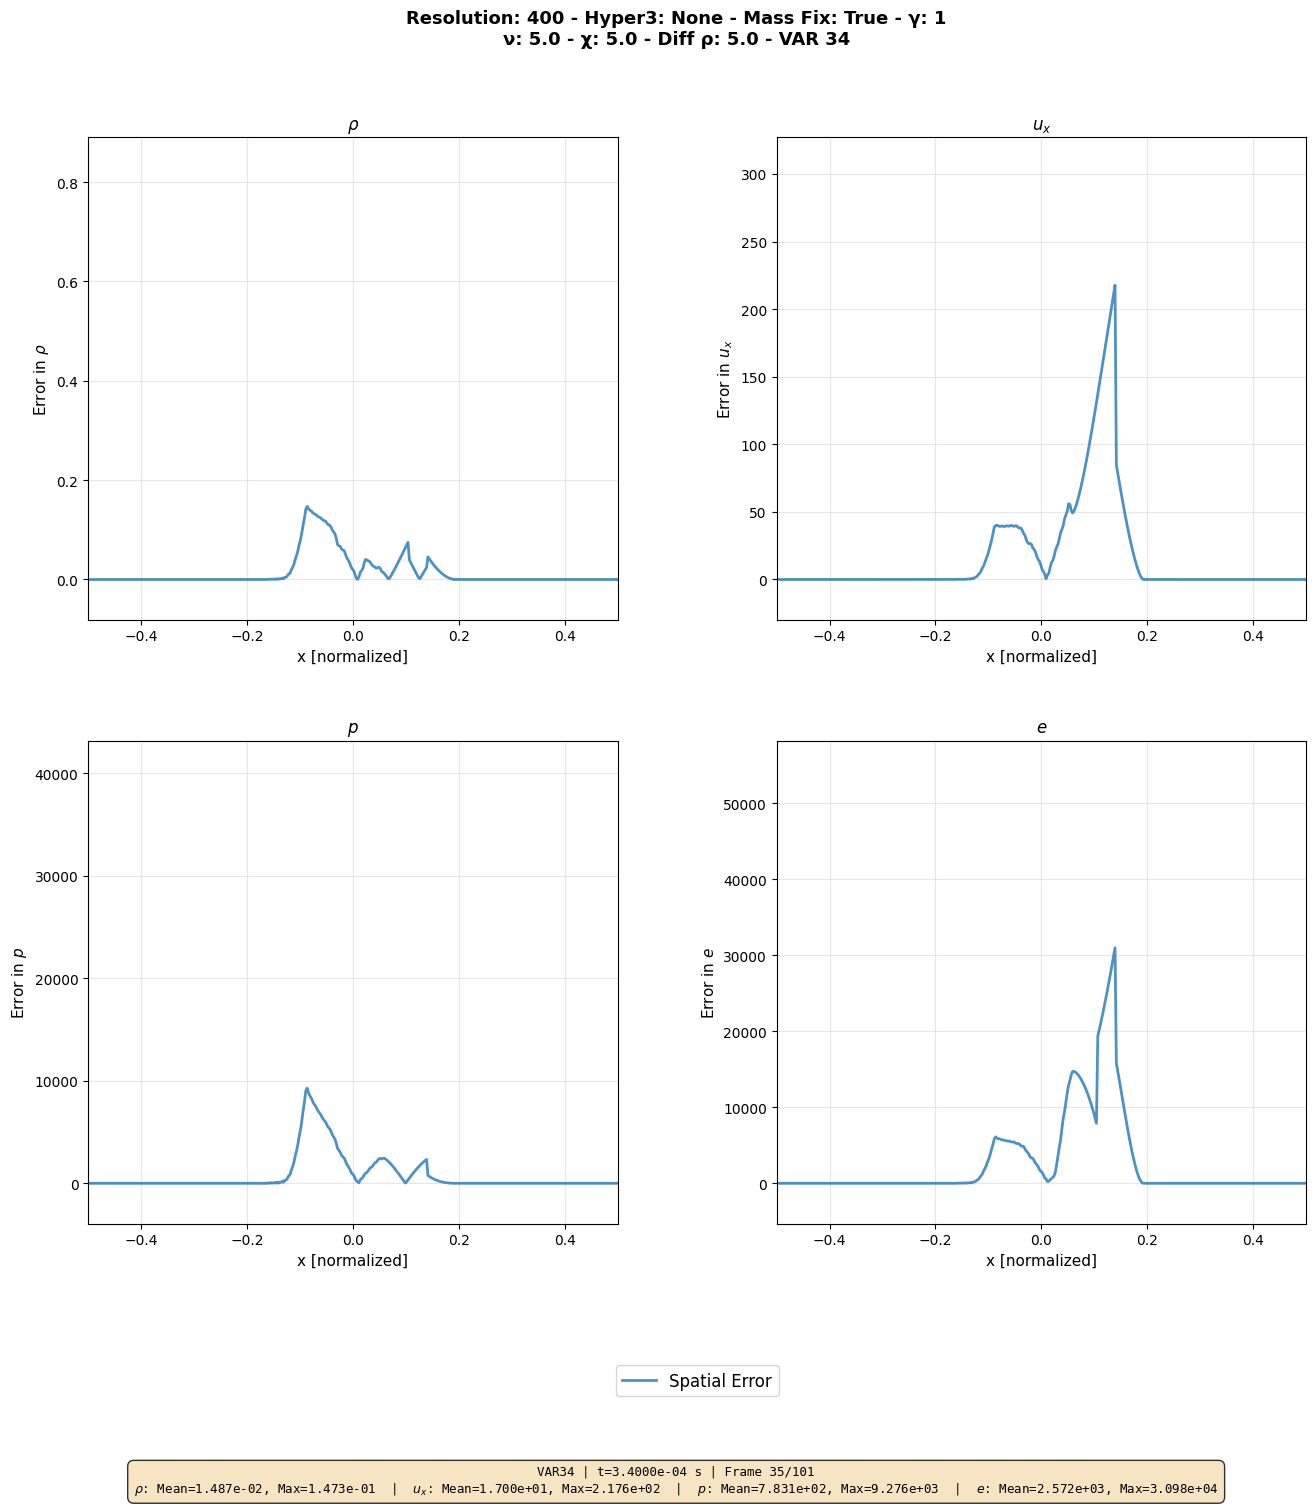 Resolution: 400 - Hyper3: None - Mass Fix: True - γ: 1
ν: 5.0 - χ: 5.0 - Diff ρ: 5.0 - VAR 34
ρ
0.8
0.6
0.4
0.2
0.0
Error in ρ
−0.4 −0.2 0.0 0.2 0.4
x [normalized]
u_x
300
250
200
150
100
50
0
Error in u_x
−0.4 −0.2 0.0 0.2 0.4
x [normalized]
p
40000
30000
20000
10000
0
Error in p
−0.4 −0.2 0.0 0.2 0.4
x [normalized]
e
50000
40000
30000
20000
10000
0
Error in e
−0.4 −0.2 0.0 0.2 0.4
x [normalized]
Spatial Error
VAR34 | t=3.4000e-04 s | Frame 35/101
ρ: Mean=1.487e-02, Max=1.473e-01 | u_x: Mean=1.700e+01, Max=2.176e+02 | p: Mean=7.831e+02, Max=9.276e+03 | e: Mean=2.572e+03, Max=3.098e+04